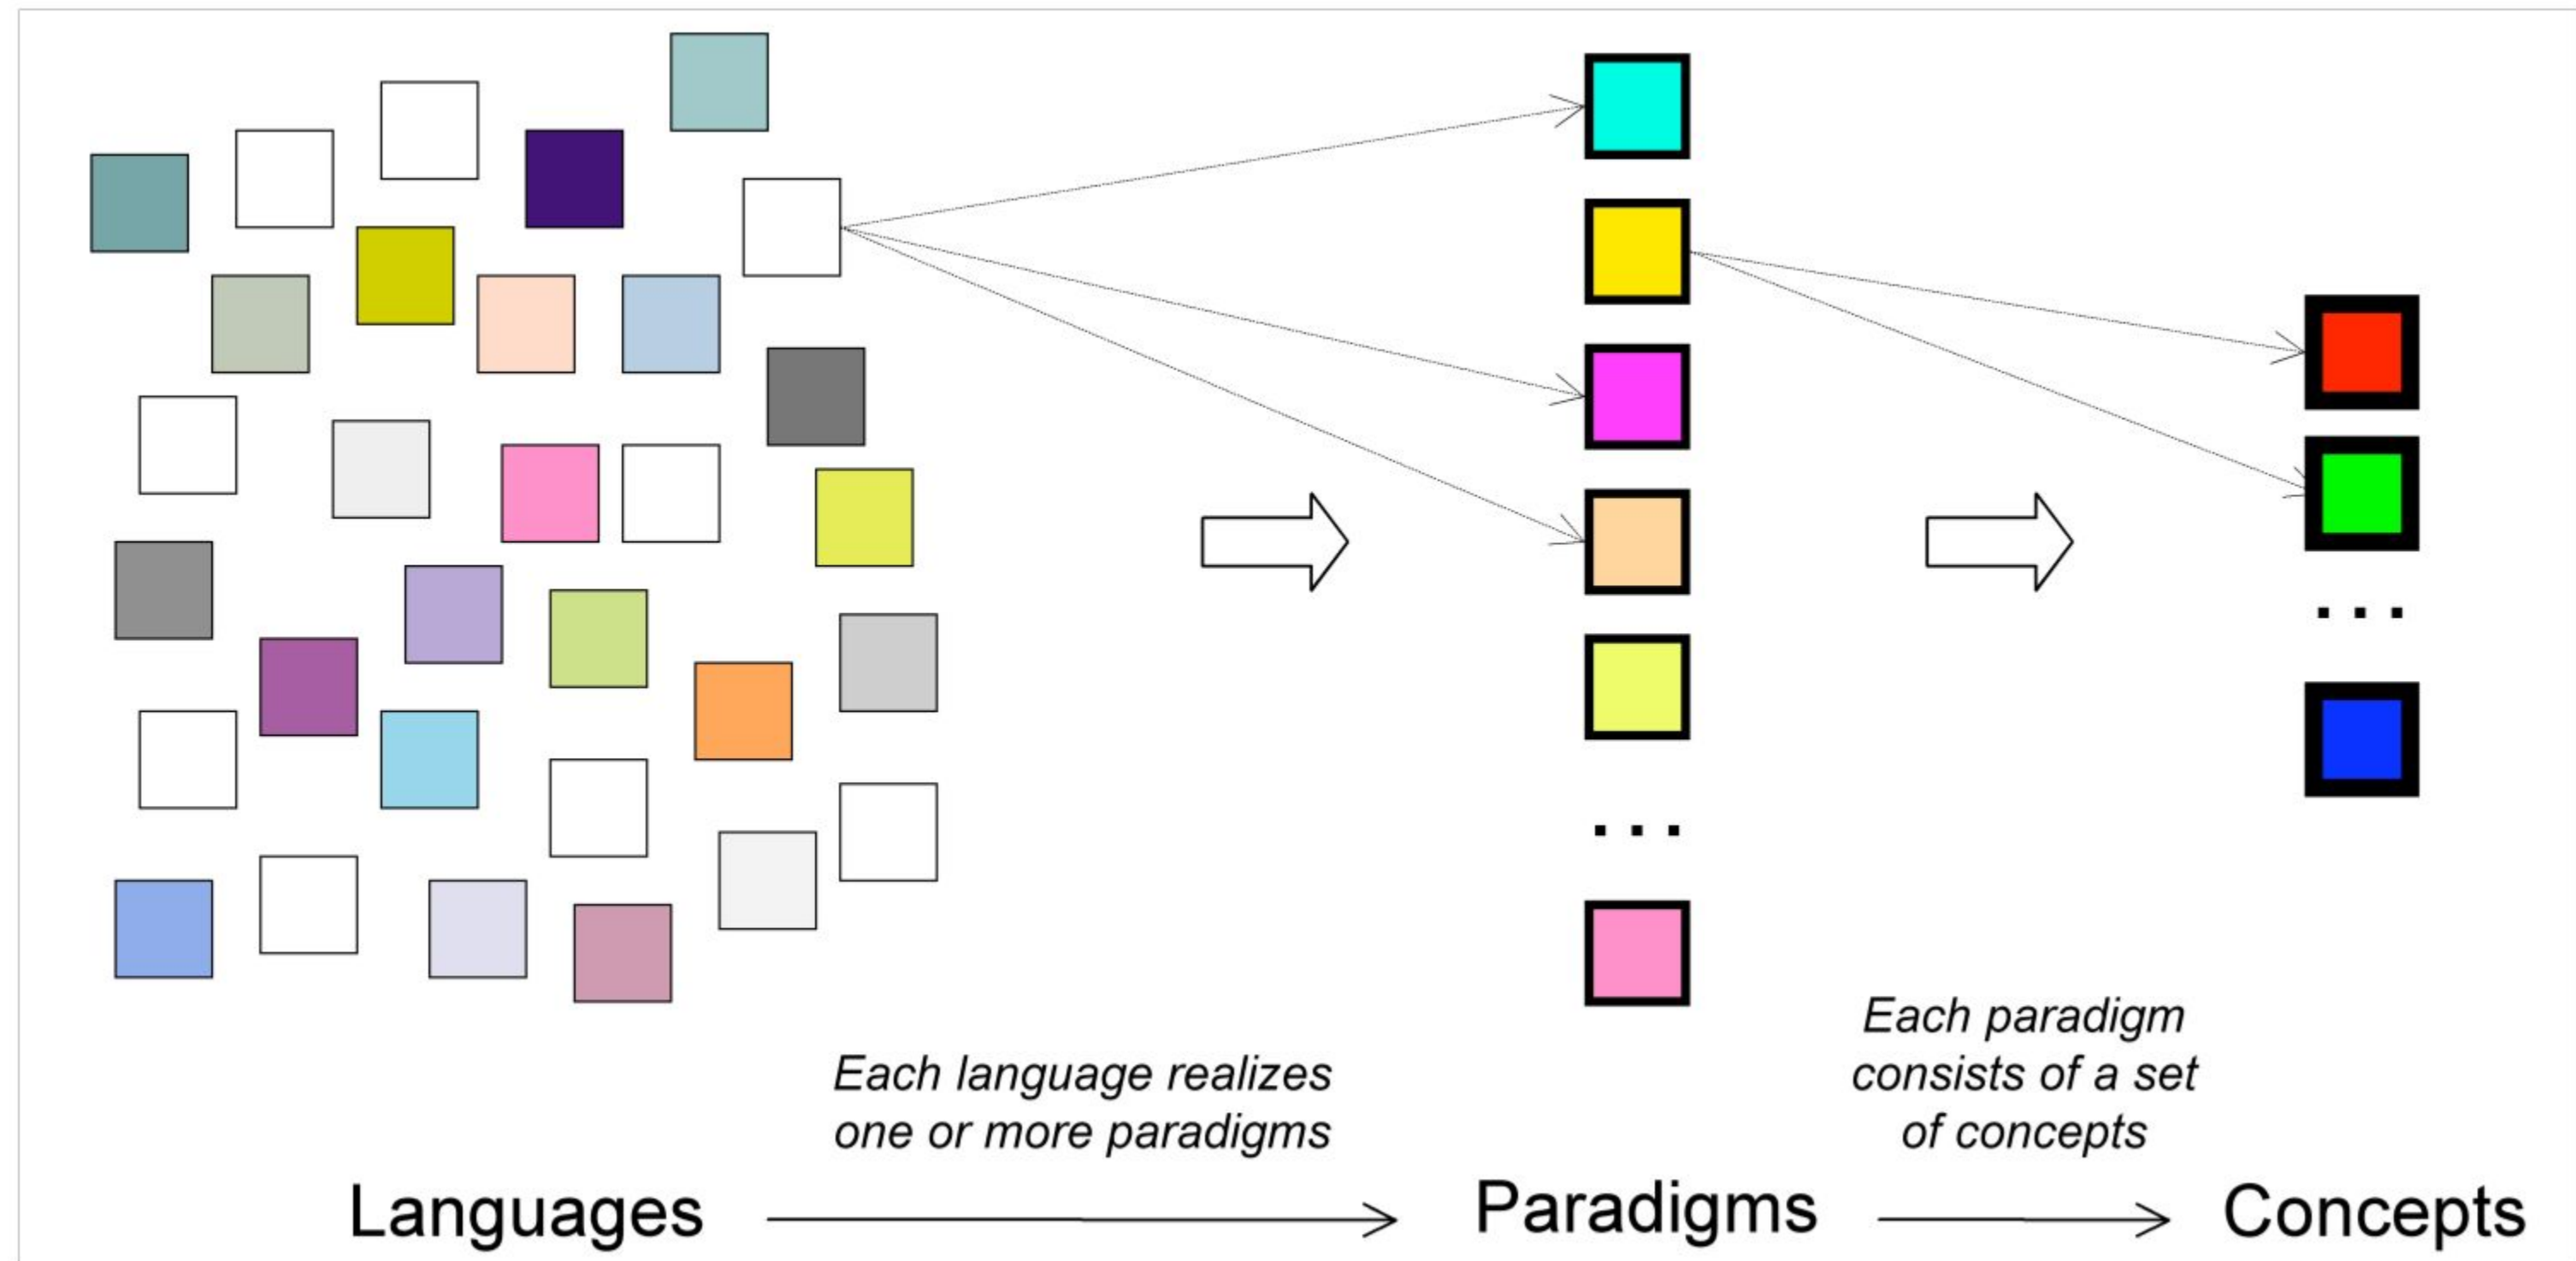 Each language realizes
one or more paradigms
Each paradigm
consists of a set
of concepts
Languages
Paradigms
Concepts